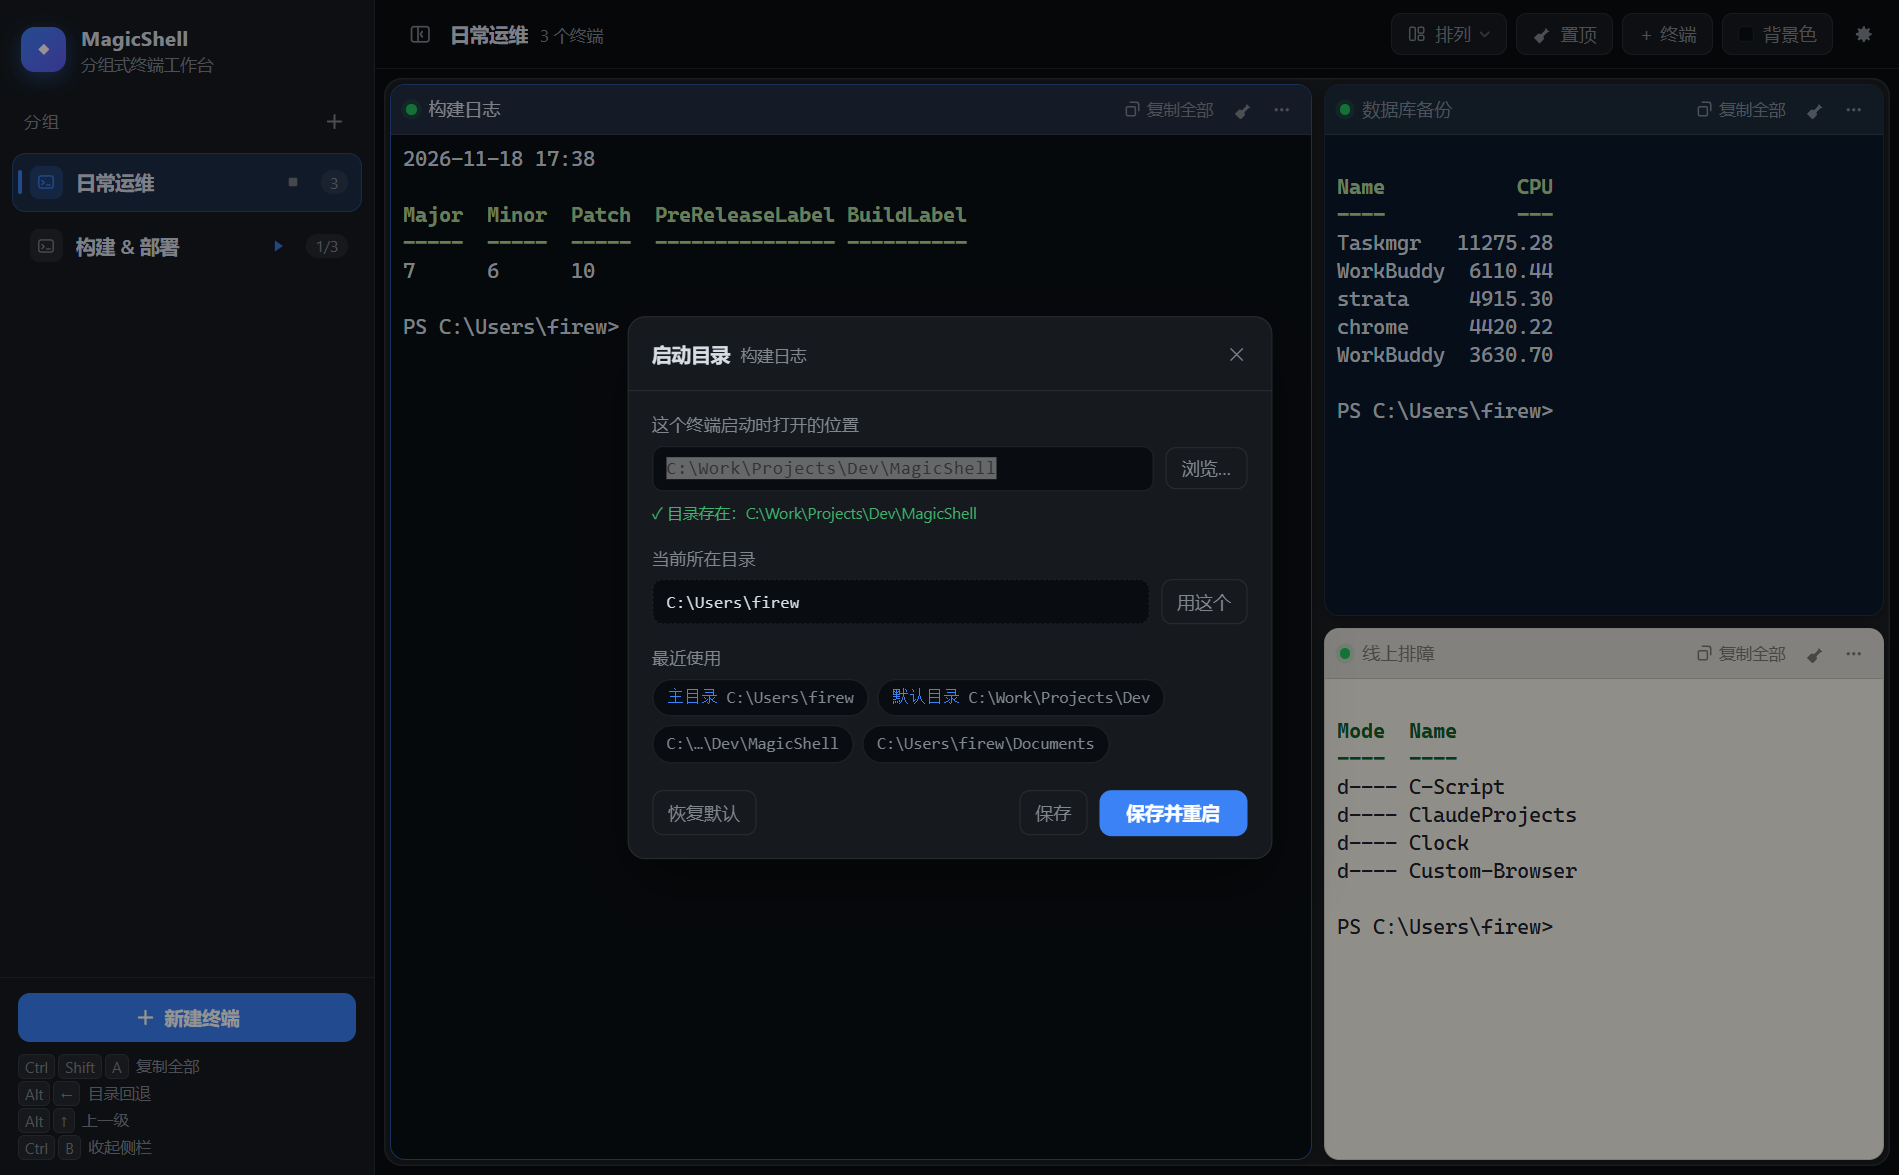 MagicShell
分组式终端工作台
分组
日常运维 3
构建 & 部署 1/3
+ 新建终端
Ctrl Shift A 复制全部
Alt ← 目录回退
Alt ↑ 上一级
Ctrl B 收起侧栏
日常运维 3 个终端
排列 置顶 + 终端 背景色
构建日志 复制全部 ···
2026-11-18 17:38
Major Minor Patch PreReleaseLabel BuildLabel
----- ----- ----- --------------- ----------
7 6 10
PS C:\Users\firew>
数据库备份 复制全部 ···
Name CPU
---- ---
Taskmgr 11275.28
WorkBuddy 6110.44
strata 4915.30
chrome 4420.22
WorkBuddy 3630.70
PS C:\Users\firew>
线上排障 复制全部 ···
Mode Name
---- ----
d---- C-Script
d---- ClaudeProjects
d---- Clock
d---- Custom-Browser
PS C:\Users\firew>
启动目录 构建日志
这个终端启动时打开的位置
C:\Work\Projects\Dev\MagicShell 浏览...
✓ 目录存在：C:\Work\Projects\Dev\MagicShell
当前所在目录
C:\Users\firew 用这个
最近使用
主目录 C:\Users\firew 默认目录 C:\Work\Projects\Dev
C:\…\Dev\MagicShell C:\Users\firew\Documents
恢复默认 保存 保存并重启